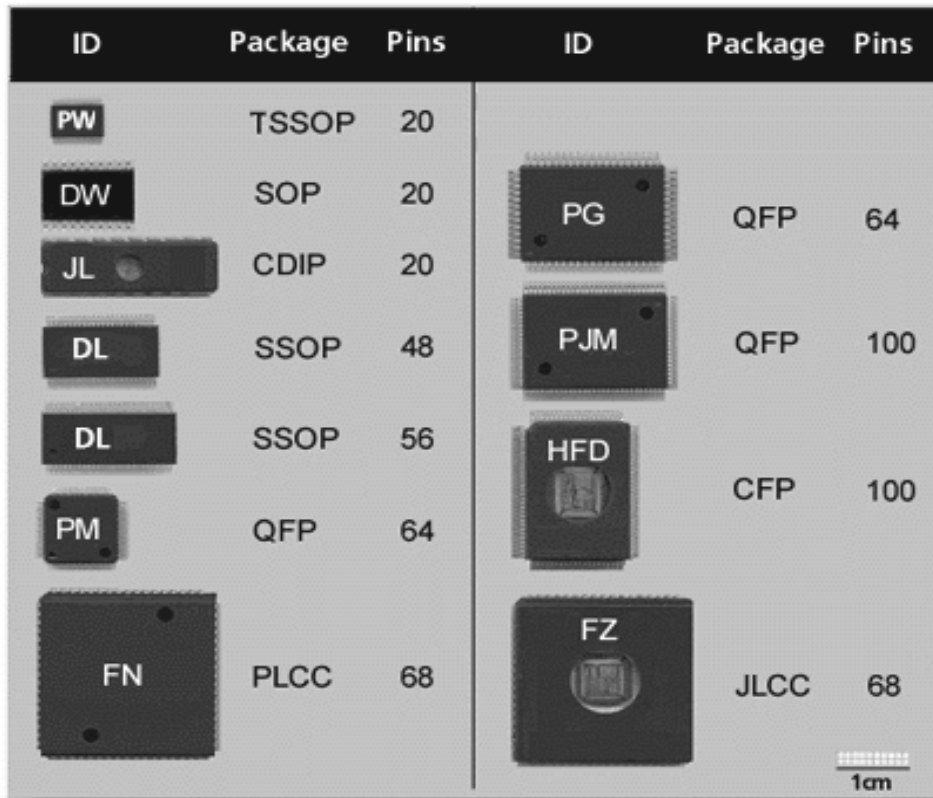 ID Package Pins
PW TSSOP 20
DW SOP 20
JL CDIP 20
DL SSOP 48
DL SSOP 56
PM QFP 64
FN PLCC 68
ID Package Pins
PG QFP 64
PJM QFP 100
HFD CFP 100
FZ JLCC 68
1cm